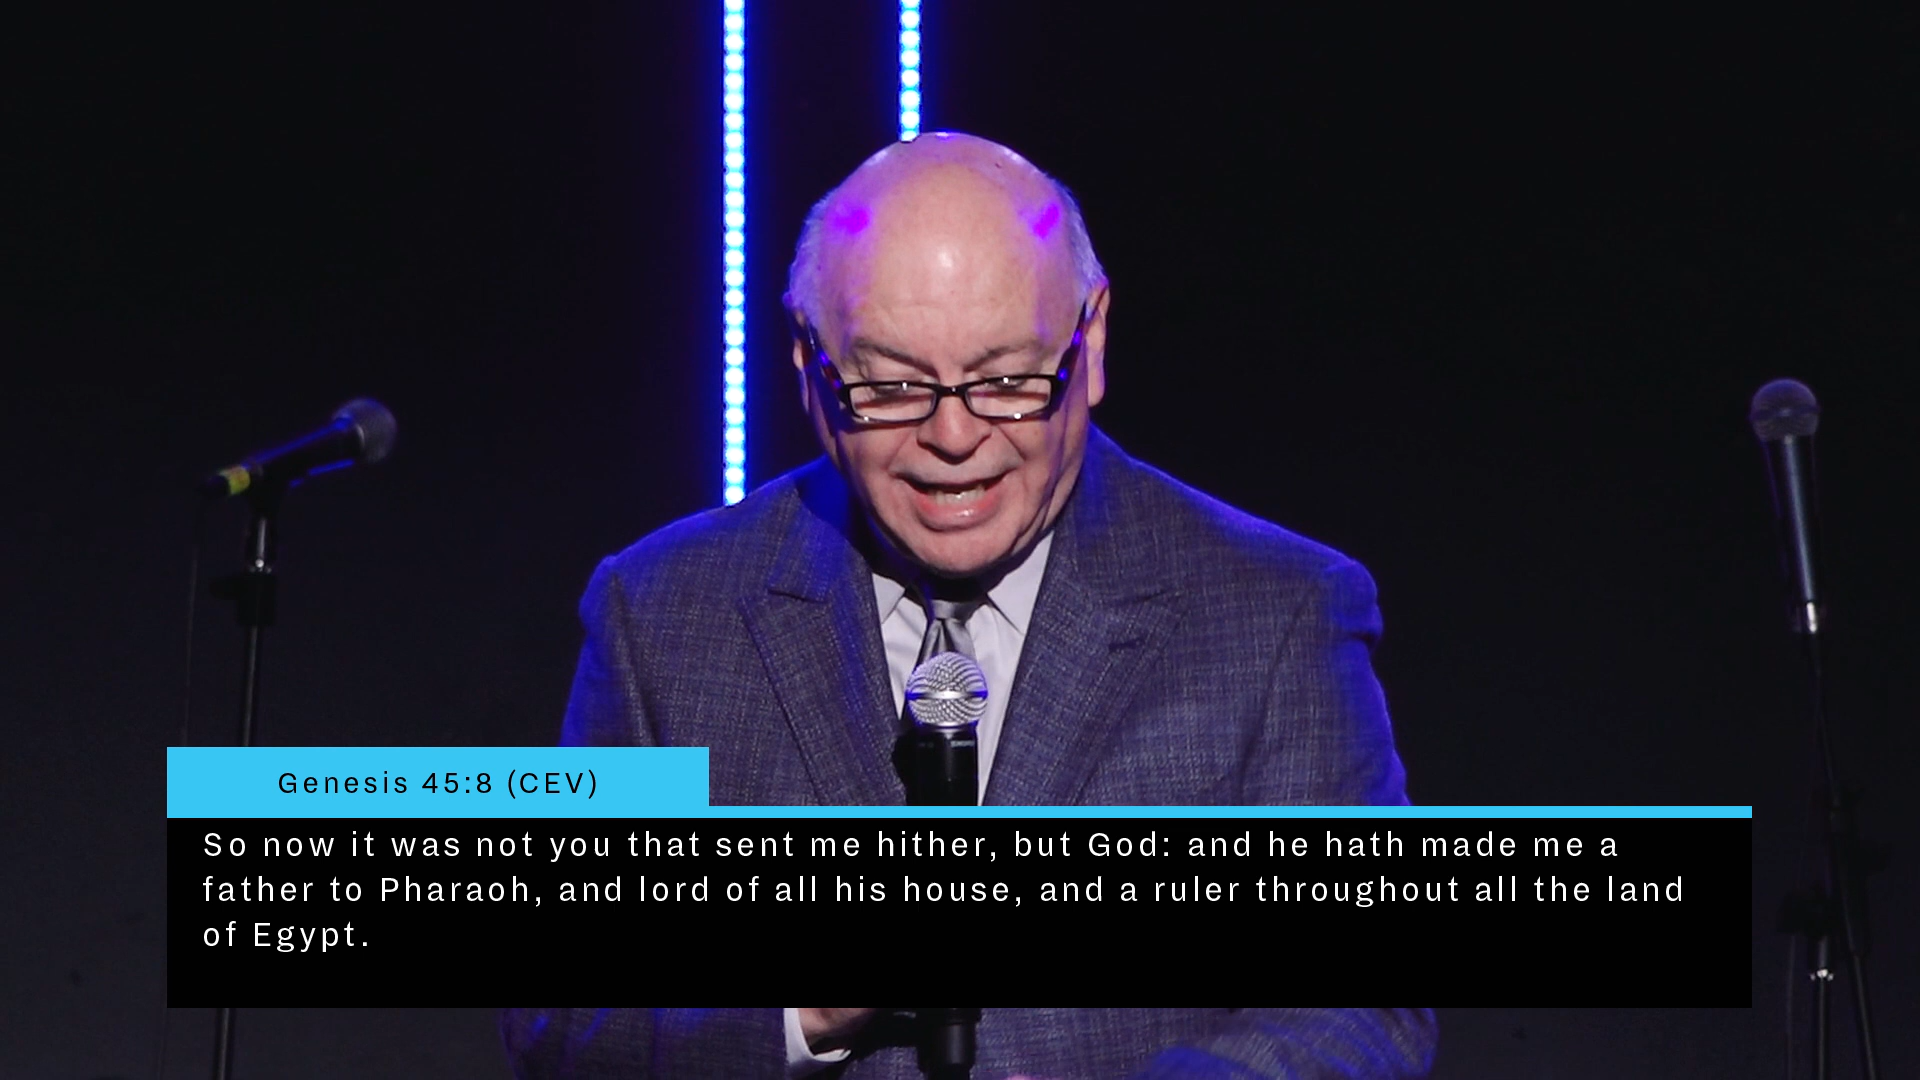 Genesis 45:8 (CEV)
So now it was not you that sent me hither, but God: and he hath made me a
father to Pharaoh, and lord of all his house, and a ruler throughout all the land
of Egypt.